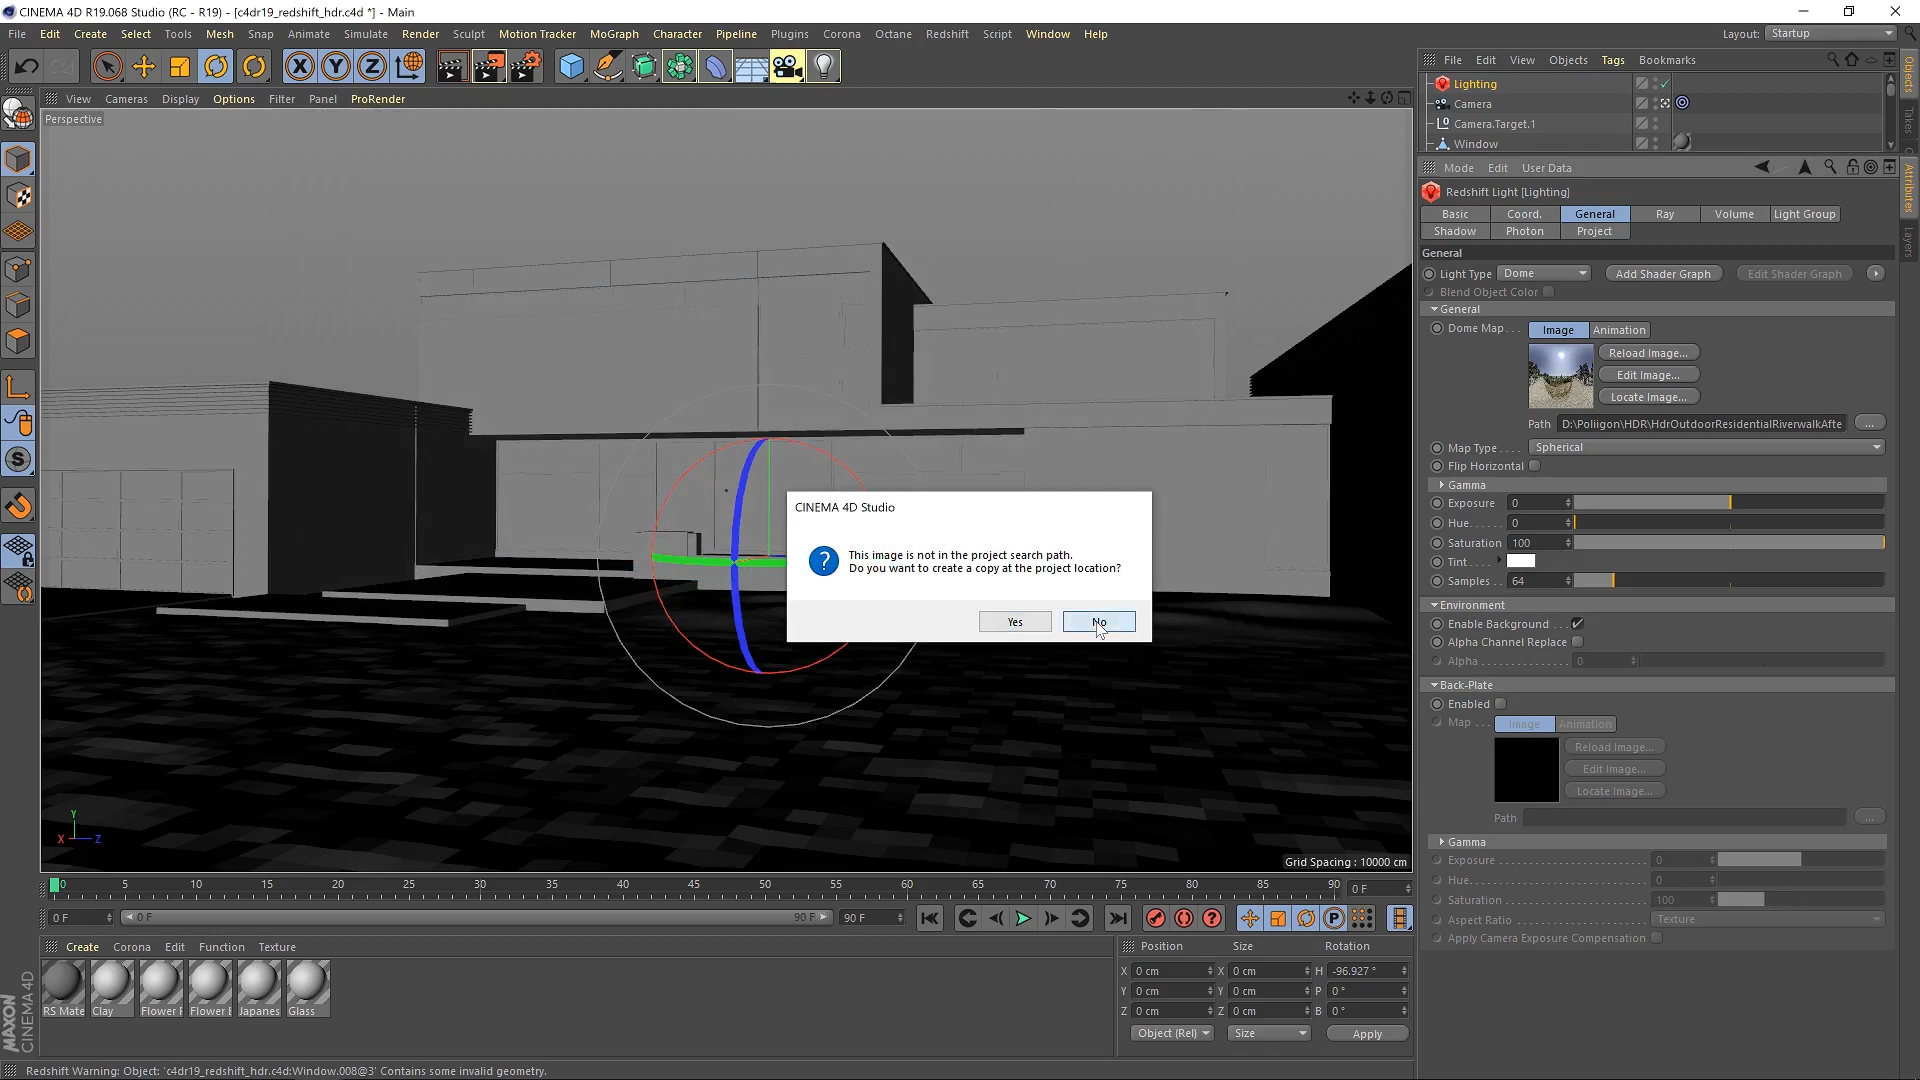 CINEMA 4D R19.068 Studio (RC - R19) - [c4dr19_redshift_hdr.c4d *] - Main
File Edit Create Select Tools Mesh Snap Animate Simulate Render Sculpt Motion Tracker MoGraph Character Pipeline Plugins Corona Octane Redshift Script Window Help
Layout: Startup
View Cameras Display Options Filter Panel ProRender
Perspective
File Edit View Objects Tags Bookmarks
Lighting
Camera
Camera.Target.1
Window
Objects
Takes
Attributes
Layers
Mode Edit User Data
Redshift Light [Lighting]
Basic Coord. General Ray Volume Light Group
Shadow Photon Project
General
Light Type Dome Add Shader Graph Edit Shader Graph
Blend Object Color
General
Dome Map. . . Image Animation
Reload Image...
Edit Image...
Locate Image...
Path D:\Poliigon\HDR\HdrOutdoorResidentialRiverwalkAfte ...
Map Type . . . . Spherical
Flip Horizontal
Gamma
Exposure 0
Hue. . . . . . 0
Saturation 100
Tint . . . .
Samples . . 64
Environment
Enable Background . . .
Alpha Channel Replace
Alpha . . . . . . . . . . . . . . . 0
Back-Plate
Enabled
Map . . . Image Animation
Reload Image...
Edit Image...
Locate Image...
Path ...
Gamma
Exposure 0
Hue 0
Saturation 100
Aspect Ratio Texture
Apply Camera Exposure Compensation
CINEMA 4D Studio
This image is not in the project search path.
Do you want to create a copy at the project location?
Yes No
Y
X Z
Grid Spacing : 10000 cm
0 5 10 15 20 25 30 35 40 45 50 55 60 65 70 75 80 85 90 0 F
0 F 0 F 90 F 90 F
Create Corona Edit Function Texture
RS Mate Clay Flower Flower Japanes Glass
Position Size Rotation
X 0 cm X 0 cm H -96.927 °
Y 0 cm Y 0 cm P 0 °
Z 0 cm Z 0 cm B 0 °
Object (Rel) Size Apply
MAXON
CINEMA 4D
Redshift Warning: Object: 'c4dr19_redshift_hdr.c4d:Window.008@3' Contains some invalid geometry.